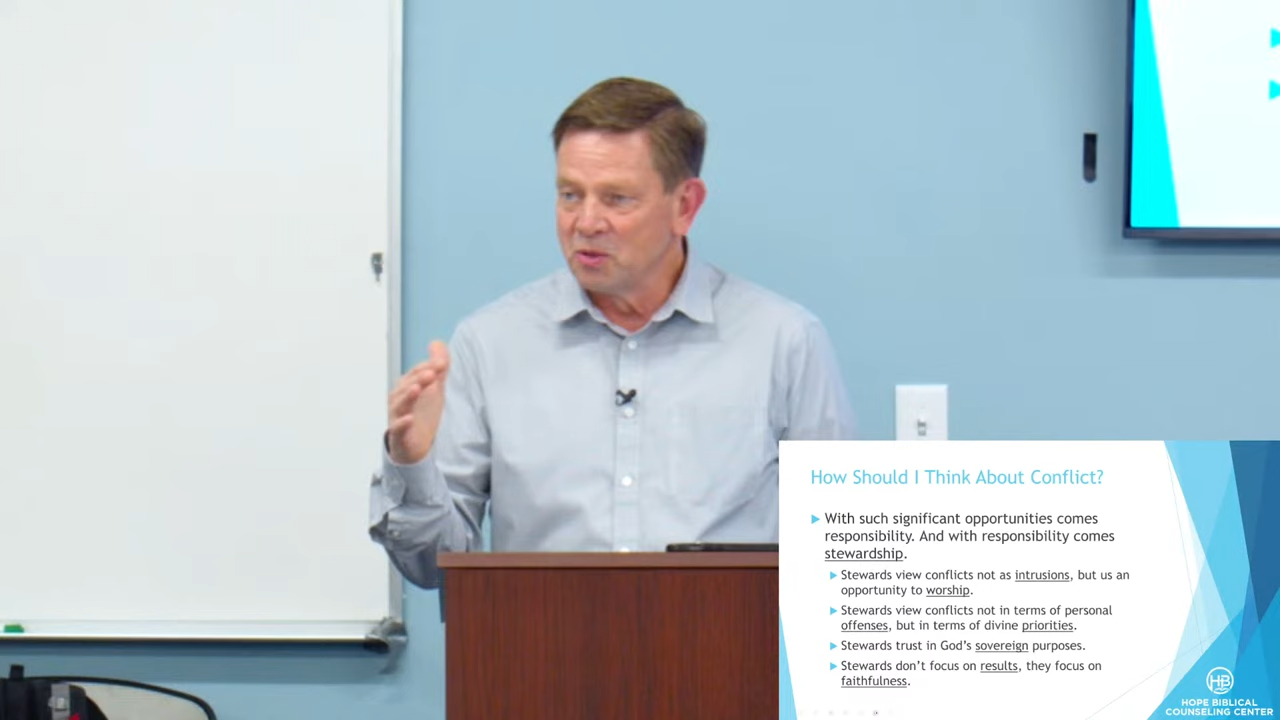 How Should I Think About Conflict?
With such significant opportunities comes
responsibility. And with responsibility comes
stewardship.
Stewards view conflicts not as intrusions, but us an
opportunity to worship.
Stewards view conflicts not in terms of personal
offenses, but in terms of divine priorities.
Stewards trust in God's sovereign purposes.
Stewards don't focus on results, they focus on
faithfulness.
HB
HOPE BIBLICAL
COUNSELING CENTER